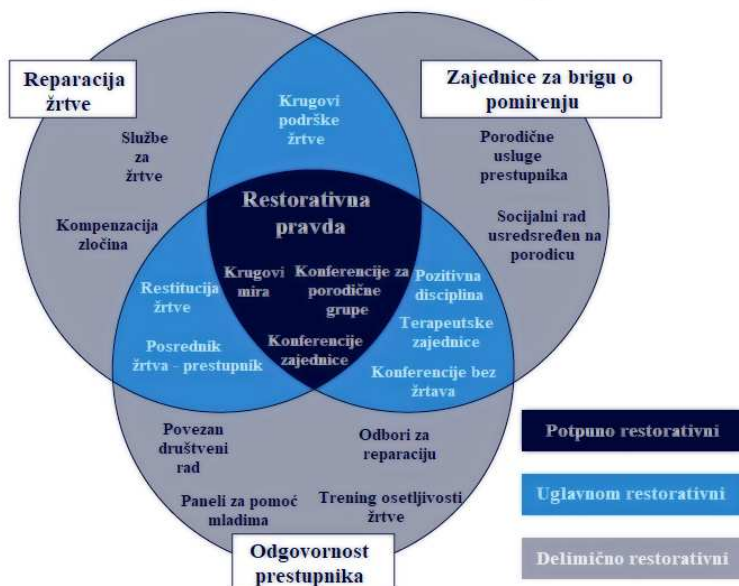 Reparacija
žrtve
Zajednice za brigu o
pomirenju
Krugovi
podrške
žrtve
Službe
za
žrtve
Porodične
usluge
prestupnika
Kompenzacija
zločina
Socijalni rad
usredsređen na
porodicu
Restorativna
pravda
Krugovi
mira
Konferencije za
porodične
grupe
Konferencije
zajednice
Restitucija
žrtve
Posrednik
žrtva - prestupnik
Pozitivna
disciplina
Terapeutske
zajednice
Konferencije bez
žrtava
Povezan
društveni
rad
Odbori za
reparaciju
Paneli za pomoć
mladima
Trening osetljivosti
žrtve
Odgovornost
prestupnika
Potpuno restorativni
Uglavnom restorativni
Delimično restorativni